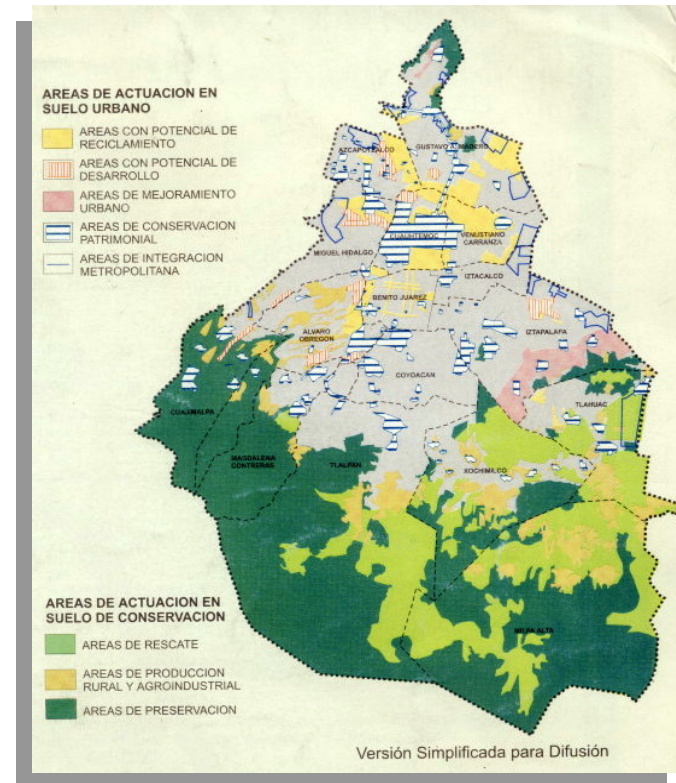 AREAS DE ACTUACION EN
SUELO URBANO
AREAS CON POTENCIAL DE
RECICLAMIENTO
AREAS CON POTENCIAL DE
DESARROLLO
AREAS DE MEJORAMIENTO
URBANO
AREAS DE CONSERVACION
PATRIMONIAL
AREAS DE INTEGRACION
METROPOLITANA
AZCAPOTZALCO
GUSTAVO A. MADERO
CUAUHTEMOC
VENUSTIANO
CARRANZA
MIGUEL HIDALGO
IZTACALCO
BENITO JUAREZ
ALVARO
OBREGON
IZTAPALAPA
COYOACAN
TLAHUAC
CUAJIMALPA
MAGDALENA
CONTRERAS
TLALPAN
XOCHIMILCO
MILPA ALTA
AREAS DE ACTUACION EN
SUELO DE CONSERVACION
AREAS DE RESCATE
AREAS DE PRODUCCION
RURAL Y AGROINDUSTRIAL
AREAS DE PRESERVACION
Versión Simplificada para Difusión